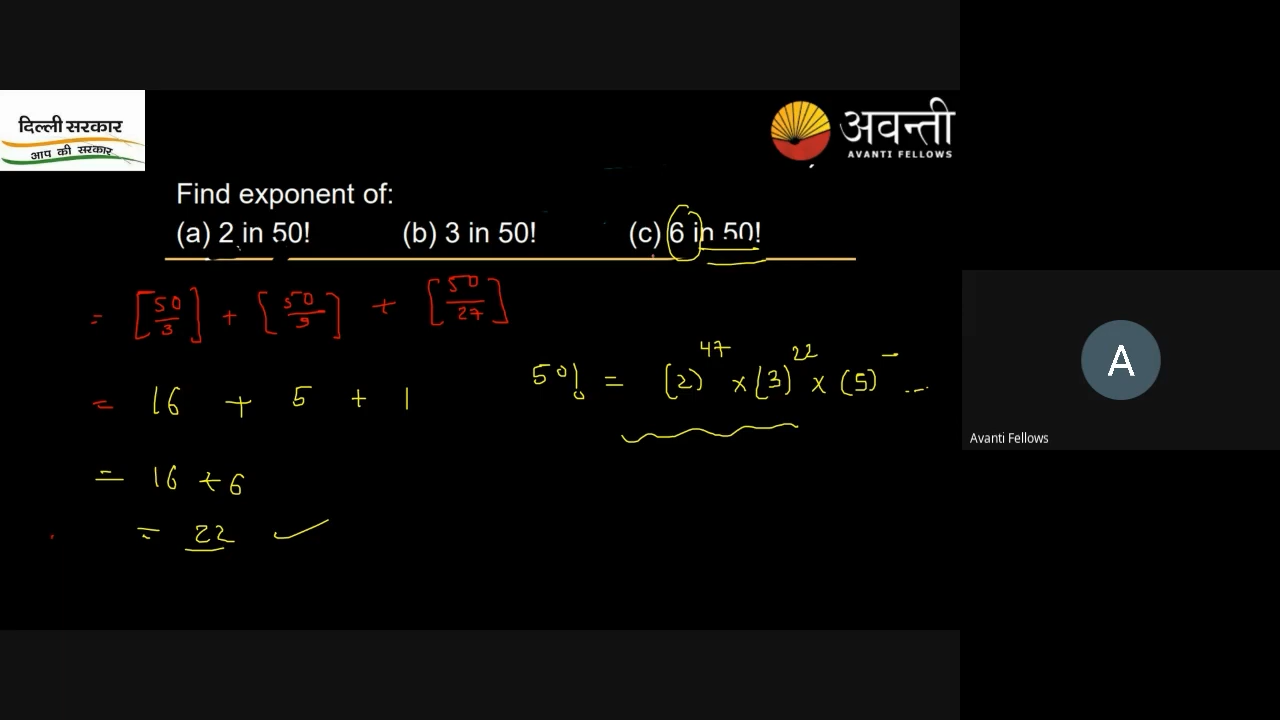 दिल्ली सरकार
आप की सरकार
अवन्ती
AVANTI FELLOWS
Find exponent of:
(a) 2 in 50! (b) 3 in 50! (c) 6 in 50!
= [50/3] + [50/9] + [50/27]
50! = (2)^47 × (3)^22 × (5)^- ...
= 16 + 5 + 1
= 16 + 6
= 22 ✓
A
Avanti Fellows